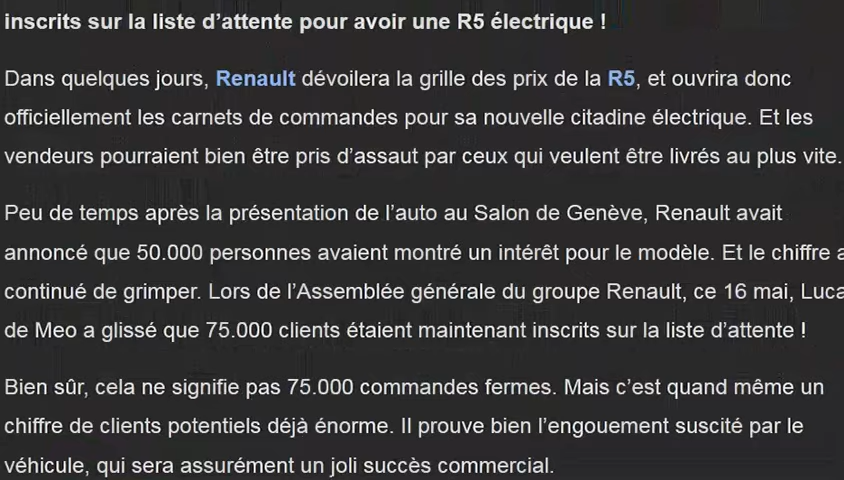 inscrits sur la liste d’attente pour avoir une R5 électrique !
Dans quelques jours, Renault dévoilera la grille des prix de la R5, et ouvrira donc
officiellement les carnets de commandes pour sa nouvelle citadine électrique. Et les
vendeurs pourraient bien être pris d’assaut par ceux qui veulent être livrés au plus vite.
Peu de temps après la présentation de l’auto au Salon de Genève, Renault avait
annoncé que 50.000 personnes avaient montré un intérêt pour le modèle. Et le chiffre a
continué de grimper. Lors de l’Assemblée générale du groupe Renault, ce 16 mai, Luca
de Meo a glissé que 75.000 clients étaient maintenant inscrits sur la liste d’attente !
Bien sûr, cela ne signifie pas 75.000 commandes fermes. Mais c’est quand même un
chiffre de clients potentiels déjà énorme. Il prouve bien l’engouement suscité par le
véhicule, qui sera assurément un joli succès commercial.